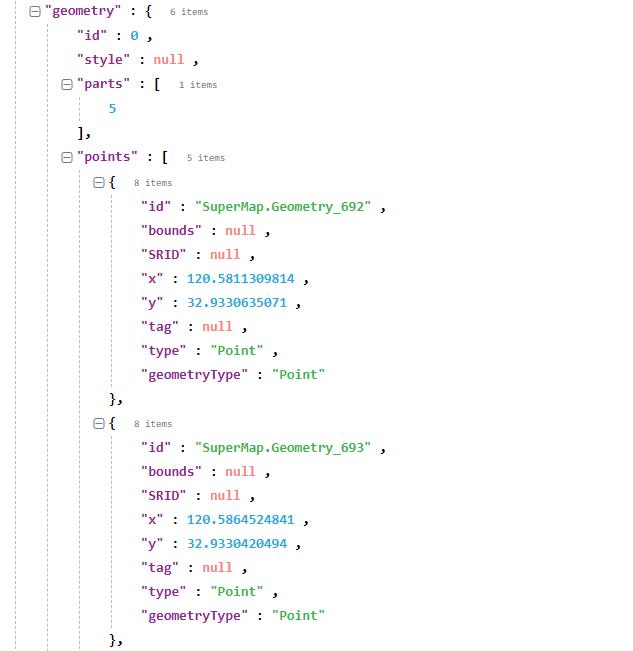 "geometry" : { 6 items
"id" : 0 ,
"style" : null ,
"parts" : [ 1 items
5
],
"points" : [ 5 items
{ 8 items
"id" : "SuperMap.Geometry_692" ,
"bounds" : null ,
"SRID" : null ,
"x" : 120.5811309814 ,
"y" : 32.9330635071 ,
"tag" : null ,
"type" : "Point" ,
"geometryType" : "Point"
},
{ 8 items
"id" : "SuperMap.Geometry_693" ,
"bounds" : null ,
"SRID" : null ,
"x" : 120.5864524841 ,
"y" : 32.9330420494 ,
"tag" : null ,
"type" : "Point" ,
"geometryType" : "Point"
},